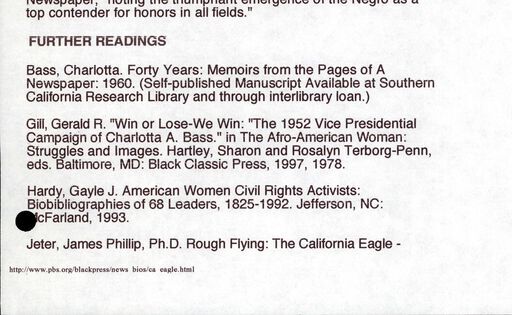 Newspaper, "noting the triumphant emergence of the Negro as a
top contender for honors in all fields."
FURTHER READINGS
Bass, Charlotta. Forty Years: Memoirs from the Pages of A
Newspaper: 1960. (Self-published Manuscript Available at Southern
California Research Library and through interlibrary loan.)
Gill, Gerald R. "Win or Lose-We Win: "The 1952 Vice Presidential
Campaign of Charlotta A. Bass." in The Afro-American Woman:
Struggles and Images. Hartley, Sharon and Rosalyn Terborg-Penn,
eds. Baltimore, MD: Black Classic Press, 1997, 1978.
Hardy, Gayle J. American Women Civil Rights Activists:
Biobibliographies of 68 Leaders, 1825-1992. Jefferson, NC:
cFarland, 1993.
Jeter, James Phillip, Ph.D. Rough Flying: The California Eagle -
http://www.pbs.org/blackpress/news bios/ca eagle.html